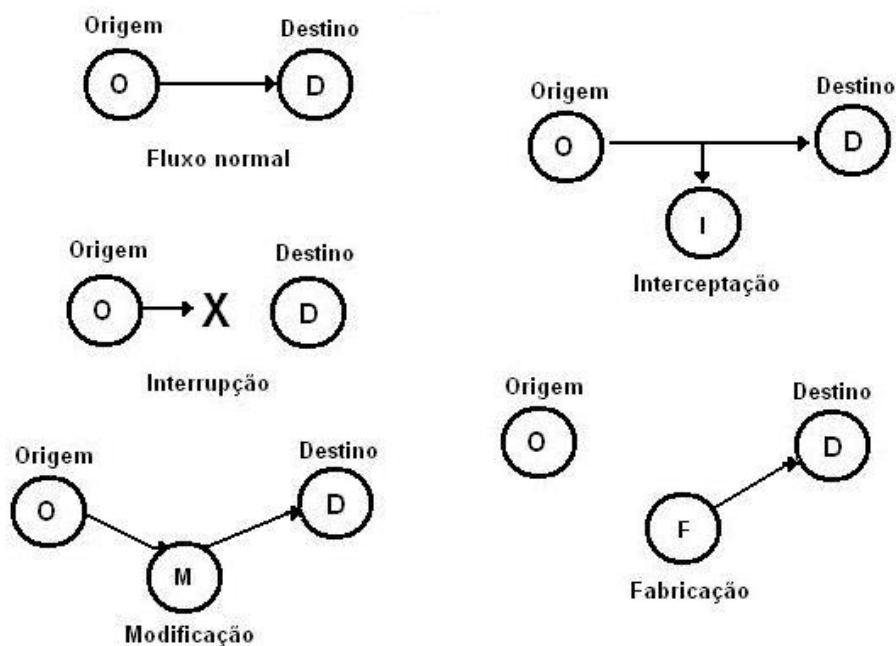 Origem Destino
O D
Fluxo normal
Origem Destino
O D
I
Interceptação
Origem Destino
O X D
Interrupção
Origem Destino
O D
M
Modificação
Origem Destino
O D
F
Fabricação